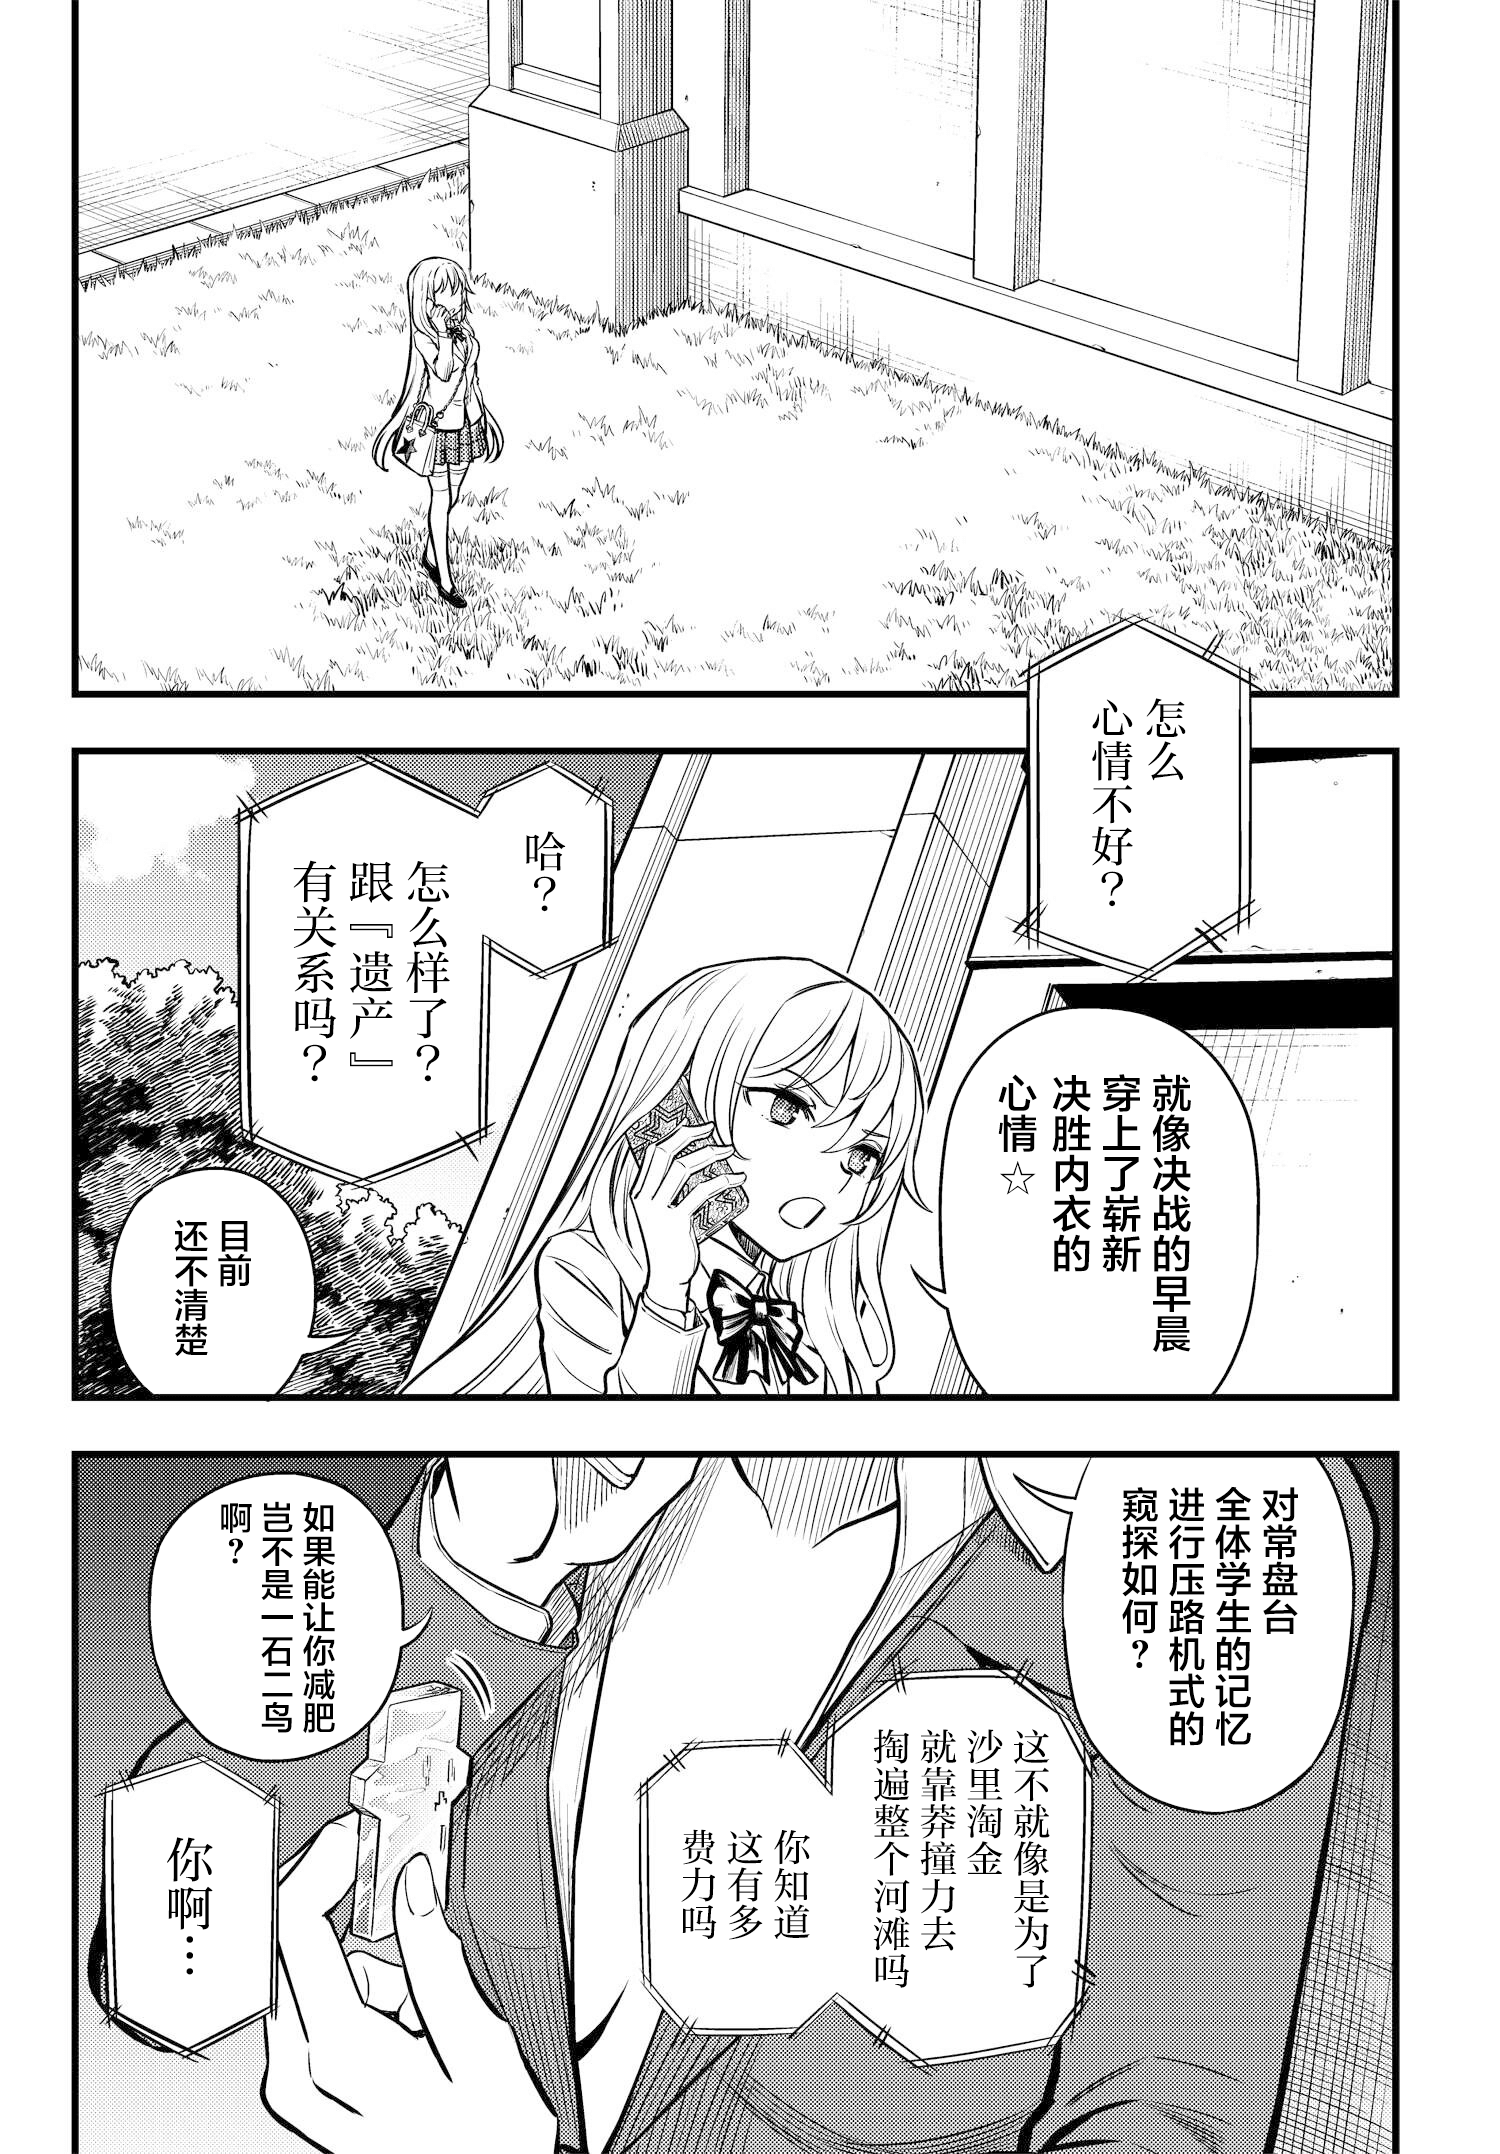 怎么
心情不好？
就像决战的早晨
穿上了崭新
决胜内衣的
心情☆
哈？
怎么样了？
跟『遗产』
有关系吗？
目前
还不清楚
对常盘台
全体学生的记忆
进行压路机式的
窥探如何？
这不就像是为了
沙里淘金
就靠莽撞力去
掏遍整个河滩吗
你知道
这有多
费力吗
如果能让你减肥
岂不是一石二鸟
啊？
你啊…